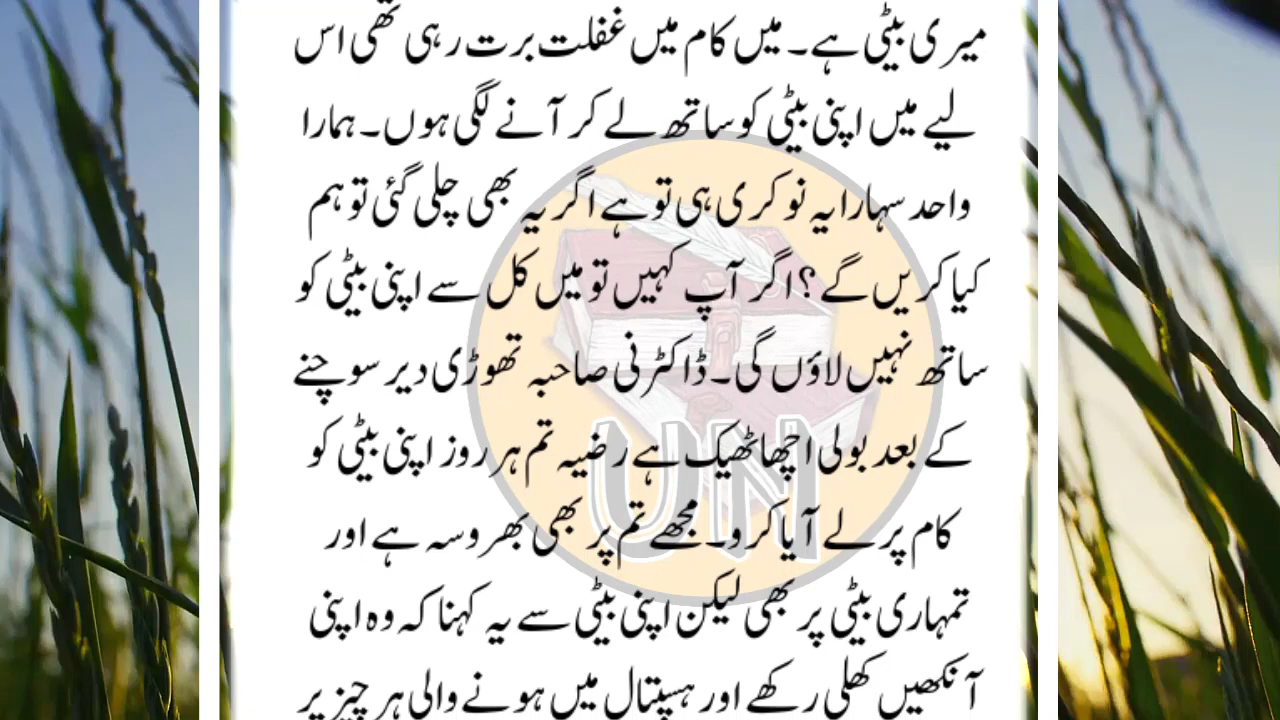 میری بیٹی ہے۔ میں کام میں غفلت برت رہی تھی اس
لیے میں اپنی بیٹی کو ساتھ لے کر آنے لگی ہوں۔ ہمارا
واحد سہارا یہ نوکری ہی تو ہے اگر یہ بھی چلی گئی تو ہم
کیا کریں گے ؟ اگر آپ کہیں تو میں کل سے اپنی بیٹی کو
ساتھ نہیں لاؤں گی۔ ڈاکٹرنی صاحبہ تھوڑی دیر سوچنے
کے بعد بولی اچھا ٹھیک ہے رضیہ تم ہر روز اپنی بیٹی کو
کام پر لے آیا کرو۔ مجھے تم پر بھی بھروسہ ہے اور
تمہاری بیٹی پر بھی لیکن اپنی بیٹی سے یہ کہنا کہ وہ اپنی
آنکھیں کھلی رکھے اور ہسپتال میں ہونے والی ہر چیز پر
UN